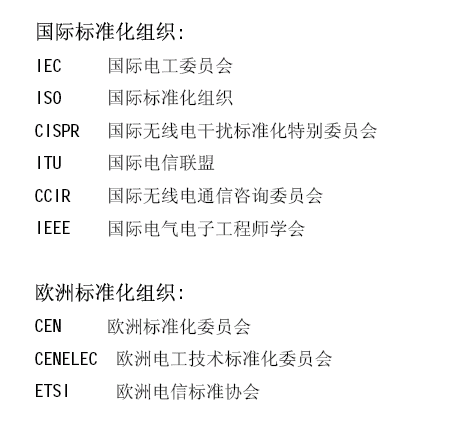 国际标准化组织:
IEC 国际电工委员会
ISO 国际标准化组织
CISPR 国际无线电干扰标准化特别委员会
ITU 国际电信联盟
CCIR 国际无线电通信咨询委员会
IEEE 国际电气电子工程师学会
欧洲标准化组织:
CEN 欧洲标准化委员会
CENELEC 欧洲电工技术标准化委员会
ETSI 欧洲电信标准协会